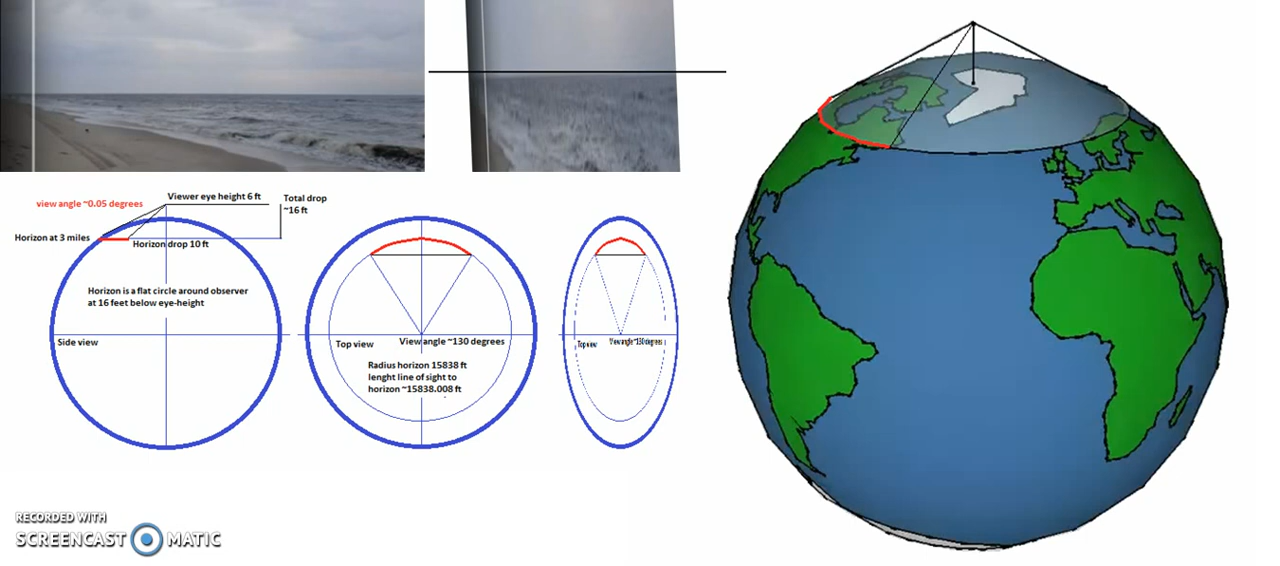 view angle ~0.05 degrees
Viewer eye height 6 ft
Total drop
~16 ft
Horizon at 3 miles
Horizon drop 10 ft
Horizon is a flat circle around observer
at 16 feet below eye-height
Side view
Top view
View angle ~130 degrees
Radius horizon 15838 ft
lenght line of sight to
horizon ~15838.008 ft
Top view
View angle ~130 degrees
RECORDED WITH
SCREENCAST MATIC